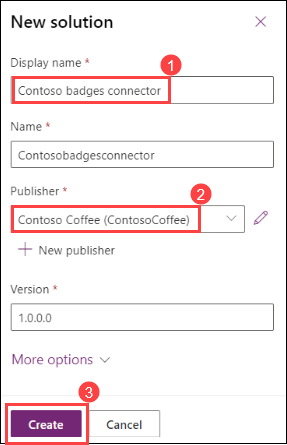 New solution
Display name *
1
Contoso badges connector
Name *
Contosobadgesconnector
Publisher *
2
Contoso Coffee (ContosoCoffee)
New publisher
Version *
1.0.0.0
More options
3
Create Cancel